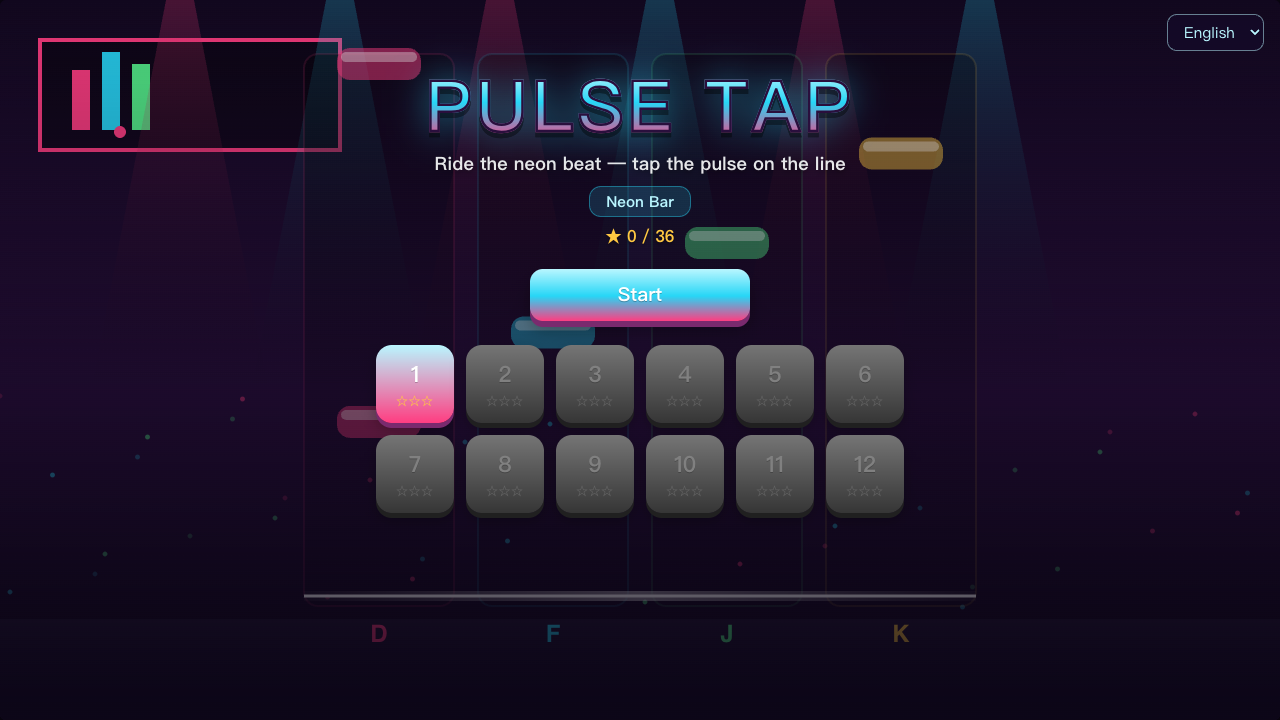 English
PULSE TAP
Ride the neon beat — tap the pulse on the line
Neon Bar
★ 0 / 36
Start
1 2 3 4 5 6
☆☆☆ ☆☆☆ ☆☆☆ ☆☆☆ ☆☆☆ ☆☆☆
7 8 9 10 11 12
☆☆☆ ☆☆☆ ☆☆☆ ☆☆☆ ☆☆☆ ☆☆☆
D F J K